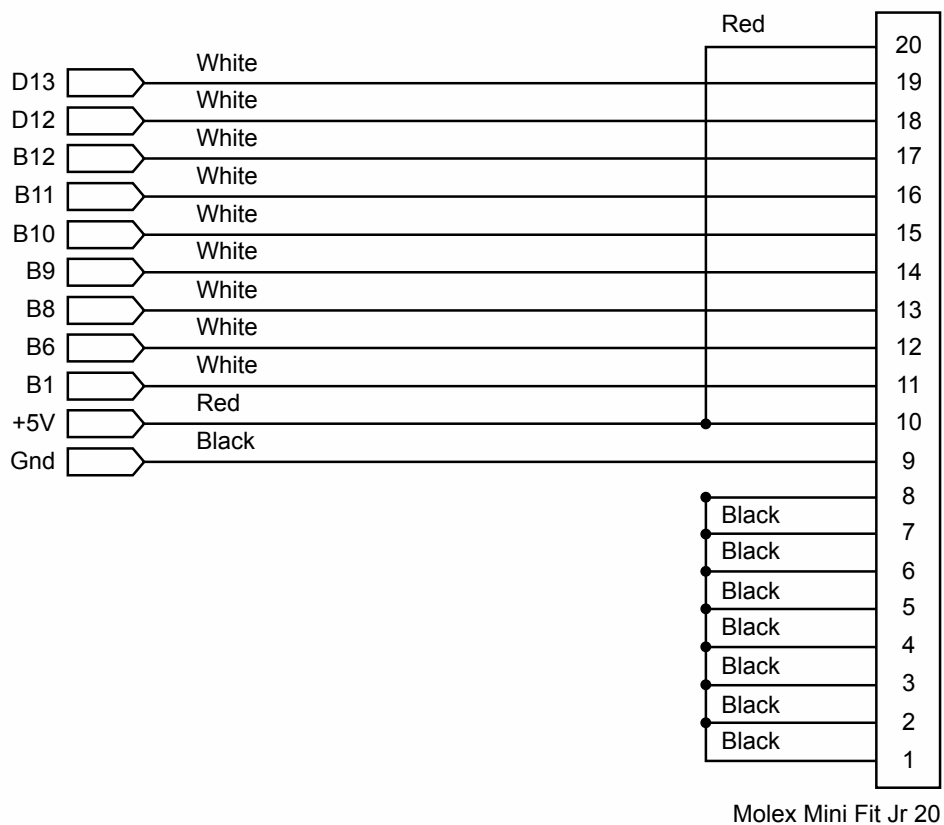 Red
20
White
D13 19
White
D12 18
White
B12 17
White
B11 16
White
B10 15
White
B9 14
White
B8 13
White
B6 12
White
B1 11
Red
+5V 10
Black
Gnd 9
8
Black
7
Black
6
Black
5
Black
4
Black
3
Black
2
Black
1
Molex Mini Fit Jr 20